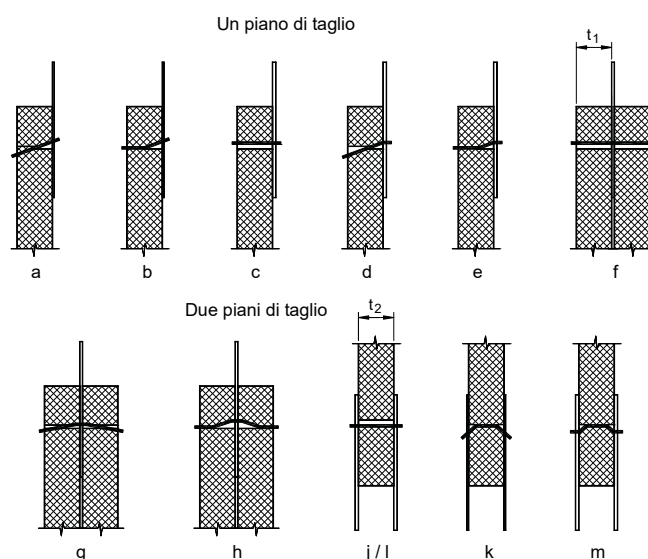 Un piano di taglio
t1
a b c d e f
Due piani di taglio
t2
g h j / l k m